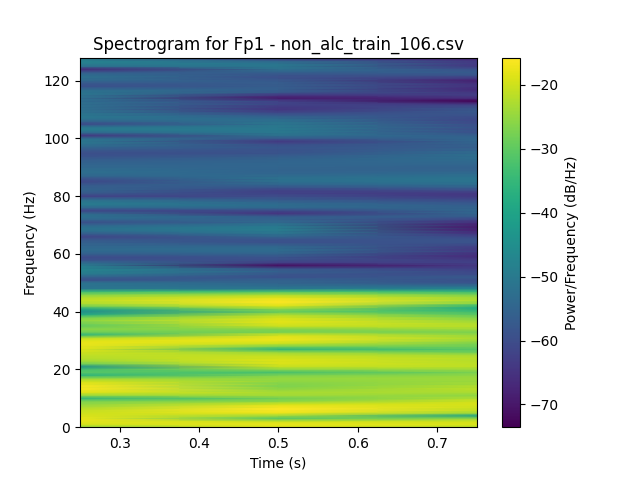 Spectrogram for Fp1 - non_alc_train_106.csv
120
100
80
60
40
20
0
Frequency (Hz)
0.3 0.4 0.5 0.6 0.7
Time (s)
−20
−30
−40
−50
−60
−70
Power/Frequency (dB/Hz)